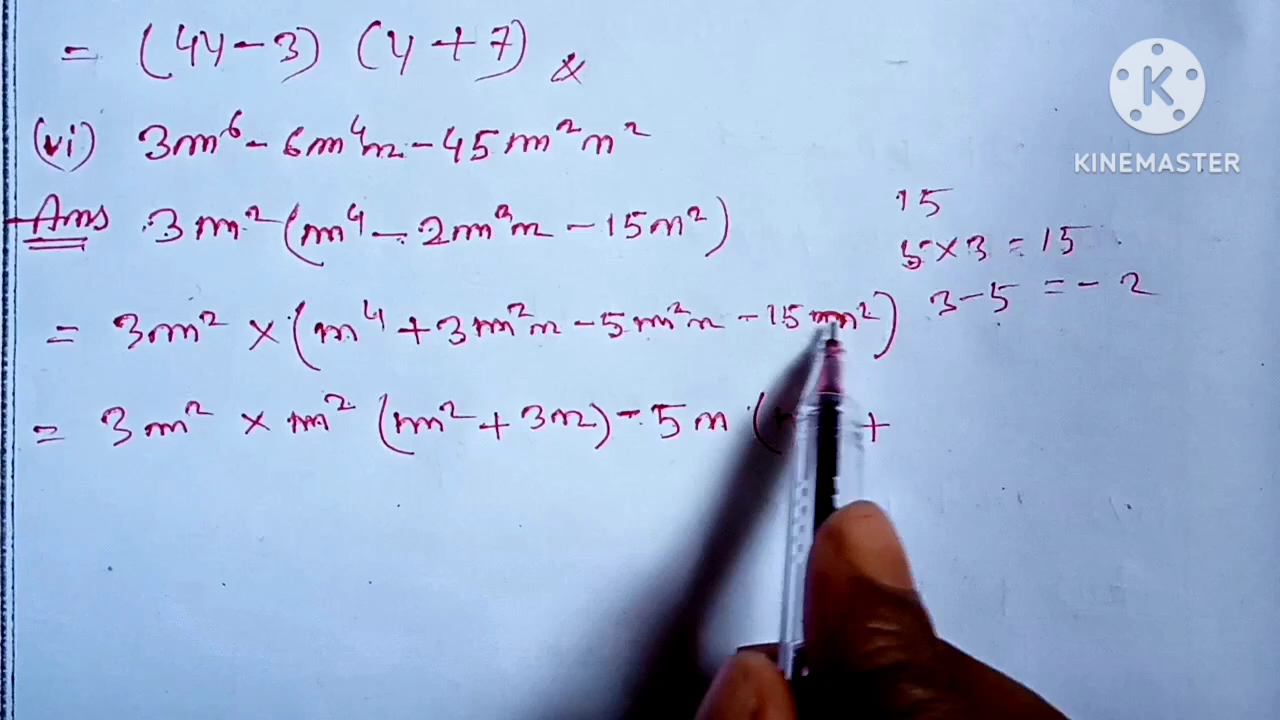 = (4y - 3) (y + 7)
(vi) 3m⁶ - 6m⁴n - 45m²n²
Ans 3m²(m⁴ - 2m²n - 15n²)
15
5 × 3 = 15
3 - 5 = - 2
= 3m² × (m⁴ + 3m²n - 5m²n - 15n²)
= 3m² × m² (m² + 3n) - 5n ( +
K
KINEMASTER